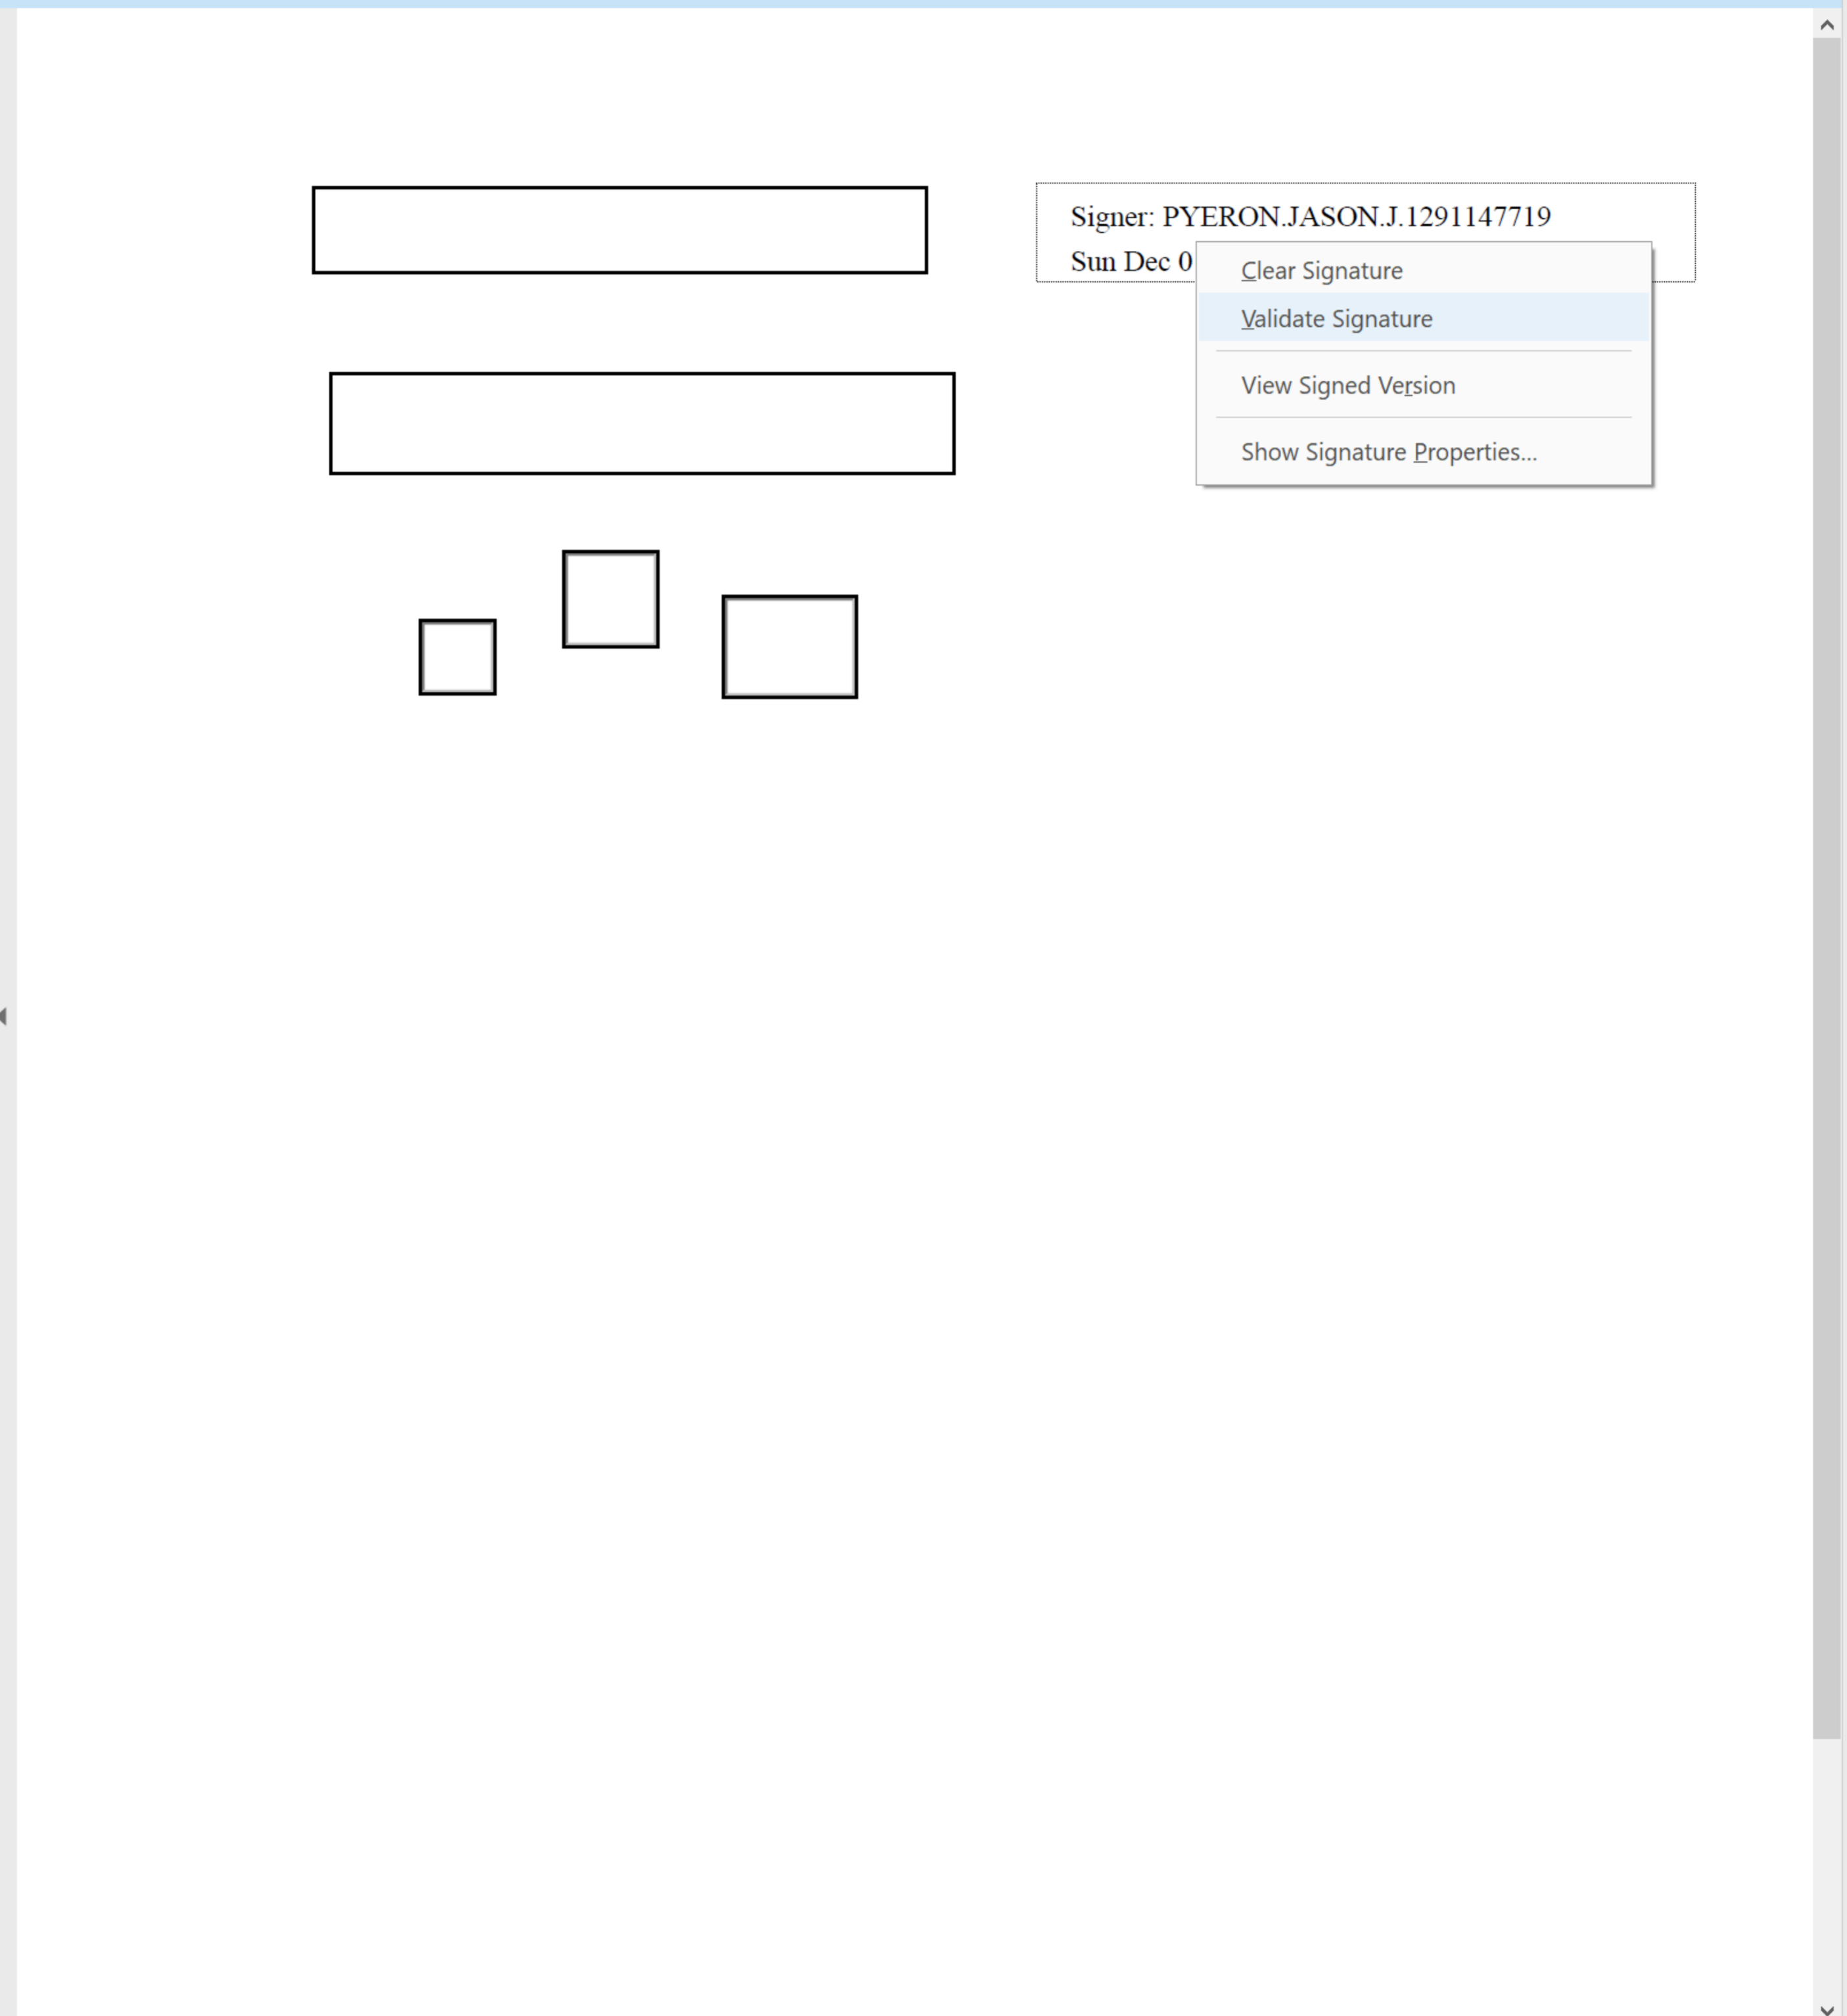 Signer: PYERON.JASON.J.1291147719
Sun Dec 0
Clear Signature
Validate Signature
View Signed Version
Show Signature Properties...